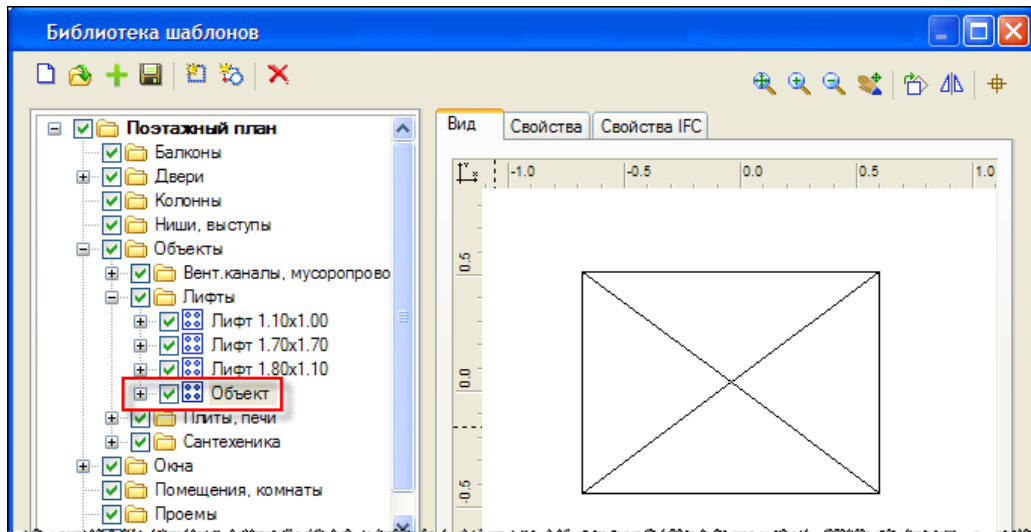 Библиотека шаблонов
Поэтажный план
Балконы
Двери
Колонны
Ниши, выступы
Объекты
Вент.каналы, мусоропрово
Лифты
Лифт 1.10x1.00
Лифт 1.70x1.70
Лифт 1.80x1.10
Объект
Плиты, печи
Сантехеника
Окна
Помещения, комнаты
Проемы
Вид Свойства Свойства IFC
Y x -1.0 -0.5 0.0 0.5 1.0
0.5
0.0
-0.5